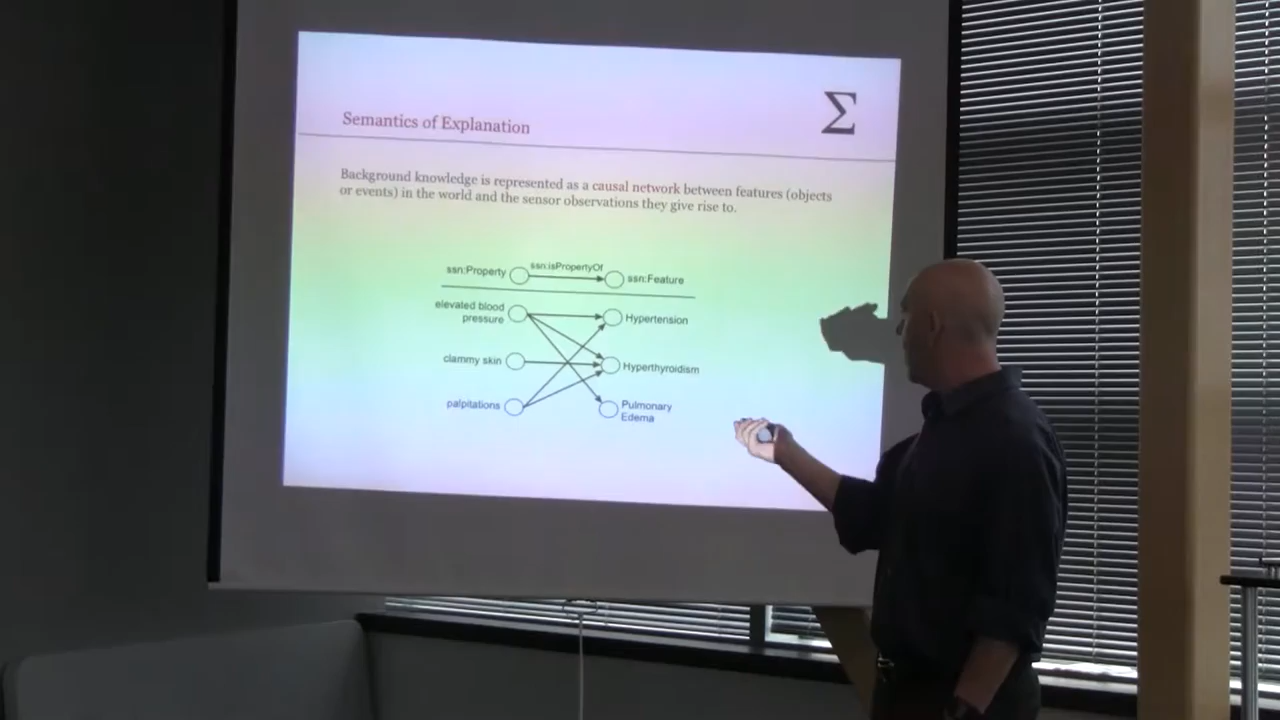 Σ
Semantics of Explanation
Background knowledge is represented as a causal network between features (objects
or events) in the world and the sensor observations they give rise to.
ssn:Property
ssn:isPropertyOf
ssn:Feature
elevated blood
pressure
Hypertension
clammy skin
Hyperthyroidism
palpitations
Pulmonary
Edema